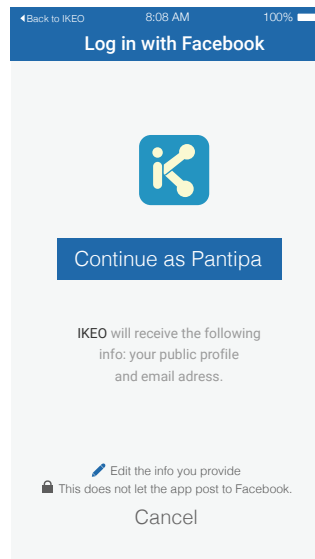 Back to IKEO 8:08 AM 100%
Log in with Facebook
iK
Continue as Pantipa
IKEO will receive the following
info: your public profile
and email adress.
Edit the info you provide
This does not let the app post to Facebook.
Cancel